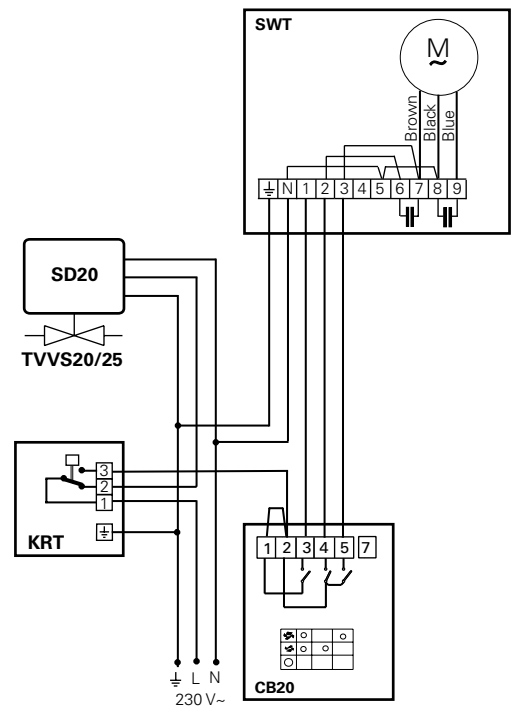 SWT
M
~
Brown
Black
Blue
N 1 2 3 4 5 6 7 8 9
SD20
TVVS20/25
3
2
1
KRT
1 2 3 4 5 7
CB20
L N
230 V~